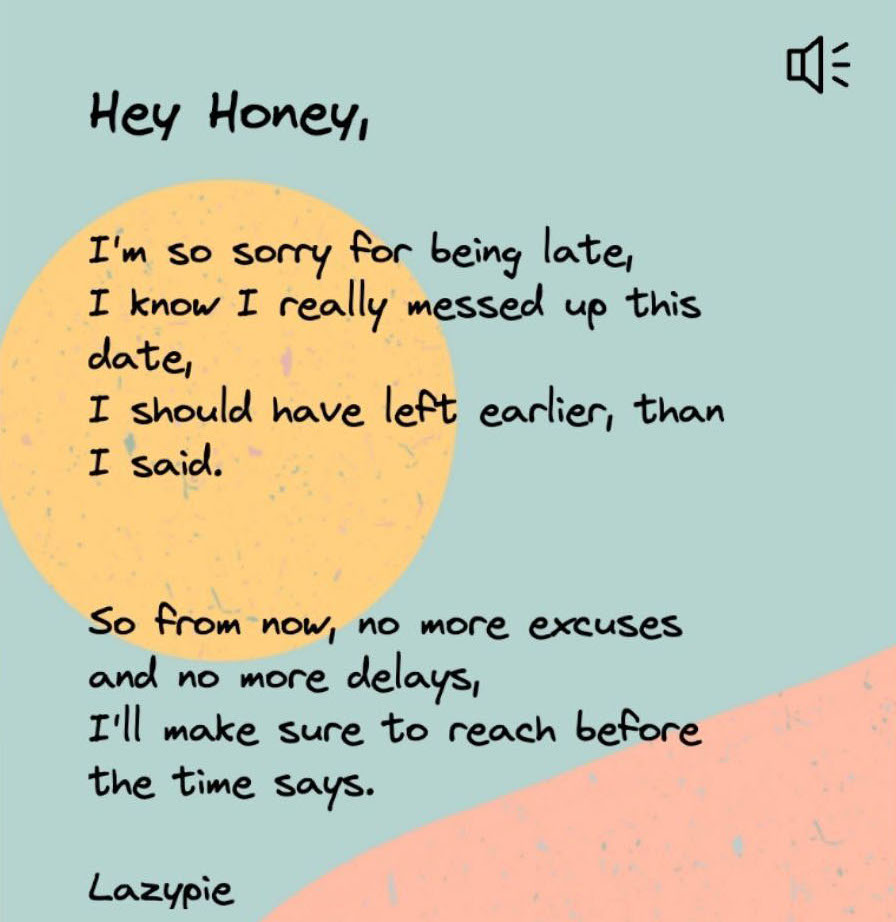 Hey Honey,
I'm so sorry for being late,
I know I really messed up this
date,
I should have left earlier, than
I said.
So from now, no more excuses
and no more delays,
I'll make sure to reach before
the time says.
Lazypie